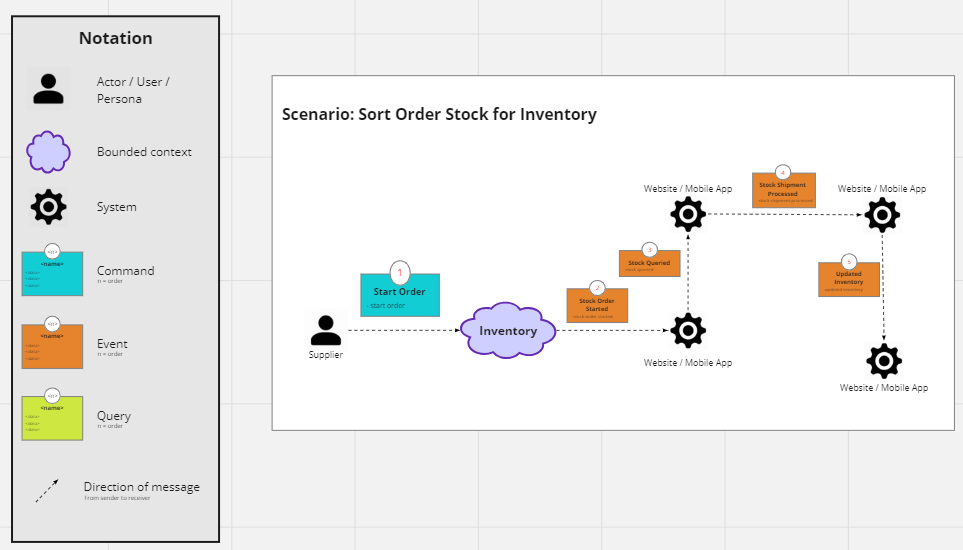 Notation
Actor / User /
Persona
Bounded context
System
<n>
<name>
<data>
<data>
<data>
Command
n = order
<n>
<name>
<data>
<data>
<data>
Event
n = order
<n>
<name>
<data>
<data>
<data>
Query
n = order
Direction of message
From sender to receiver
Scenario: Sort Order Stock for Inventory
Supplier
1
Start Order
- start order
Inventory
2
Stock Order
Started
- stock order started
Website / Mobile App
3
Stock Queried
- stock queried
Website / Mobile App
4
Stock Shipment
Processed
- stock shipment processed
Website / Mobile App
5
Updated
Inventory
- updated inventory
Website / Mobile App